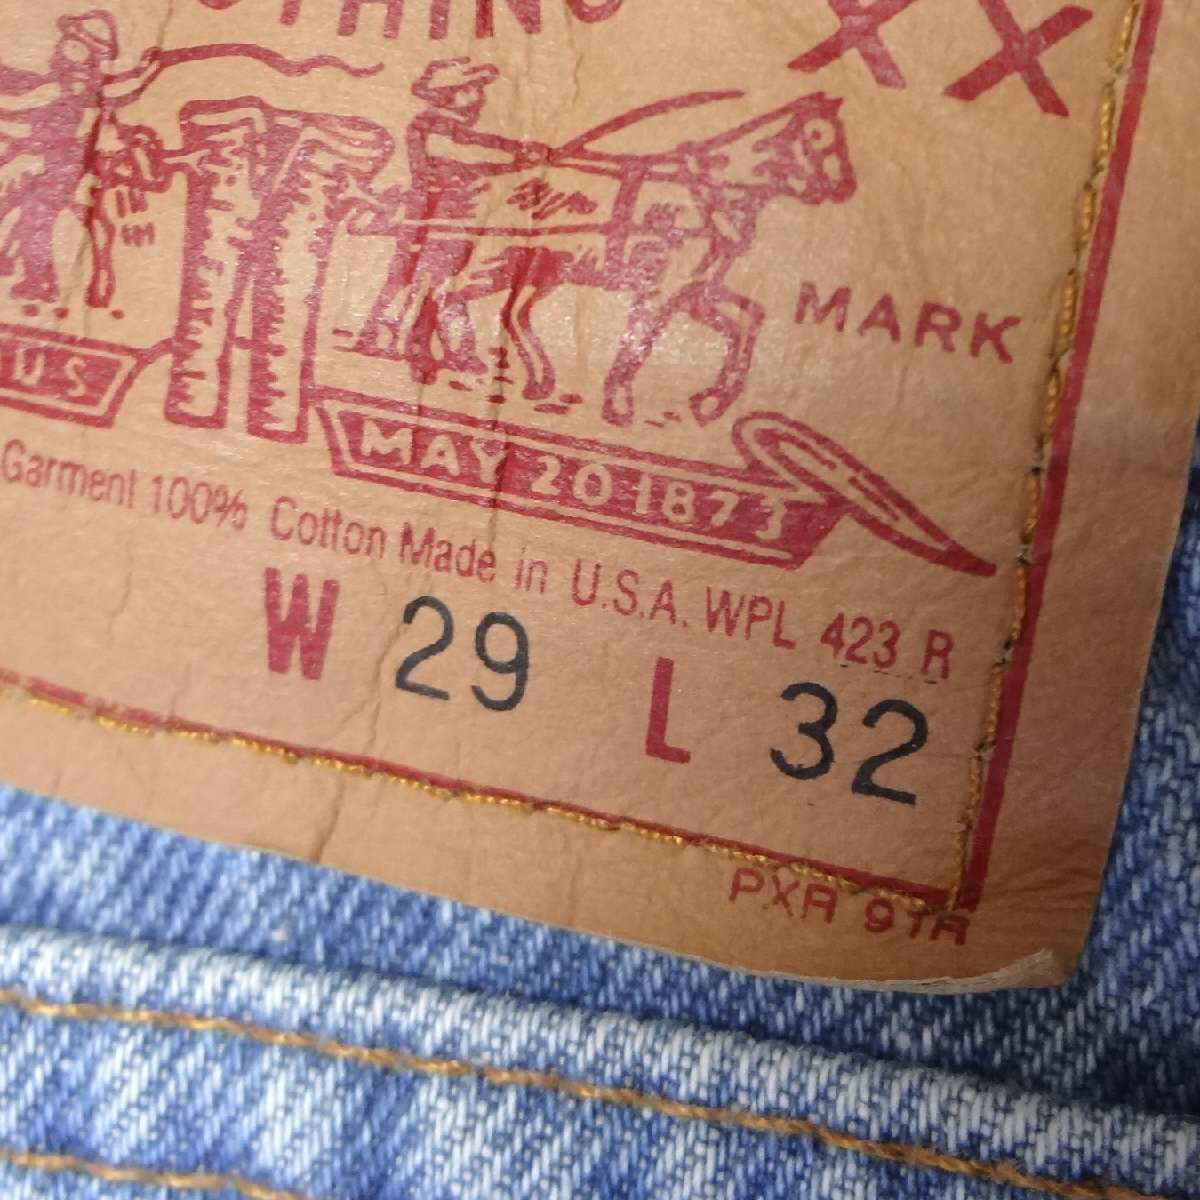 XX
MARK
MAY 20 1873
Garment 100% Cotton Made in U.S.A. WPL 423 R
W 29 L 32
PXR 91R